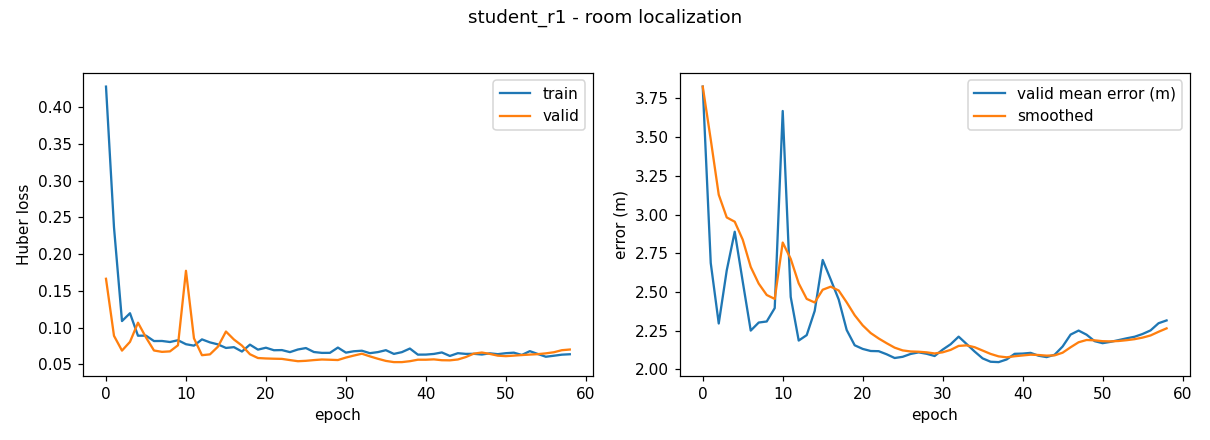 student_r1 - room localization
Huber loss
0.40
0.35
0.30
0.25
0.20
0.15
0.10
0.05
train
valid
0 10 20 30 40 50 60
epoch
error (m)
3.75
3.50
3.25
3.00
2.75
2.50
2.25
2.00
valid mean error (m)
smoothed
0 10 20 30 40 50 60
epoch